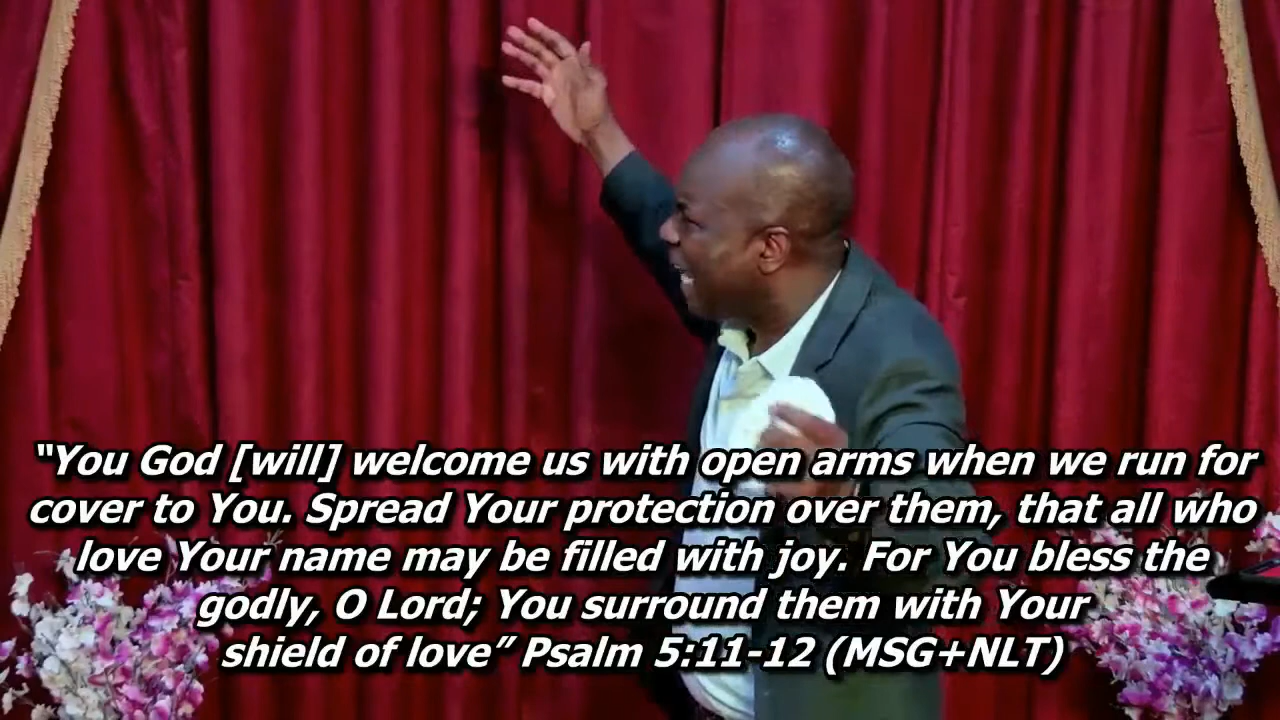 “You God [will] welcome us with open arms when we run for
cover to You. Spread Your protection over them, that all who
love Your name may be filled with joy. For You bless the
godly, O Lord; You surround them with Your
shield of love” Psalm 5:11-12 (MSG+NLT)